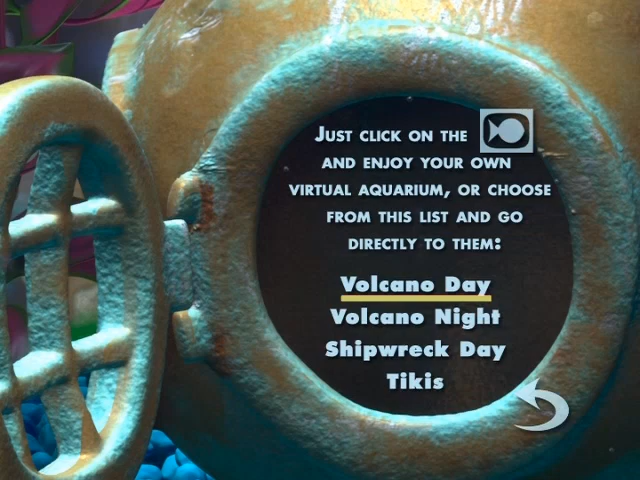 JUST CLICK ON THE
AND ENJOY YOUR OWN
VIRTUAL AQUARIUM, OR CHOOSE
FROM THIS LIST AND GO
DIRECTLY TO THEM:
Volcano Day
Volcano Night
Shipwreck Day
Tikis